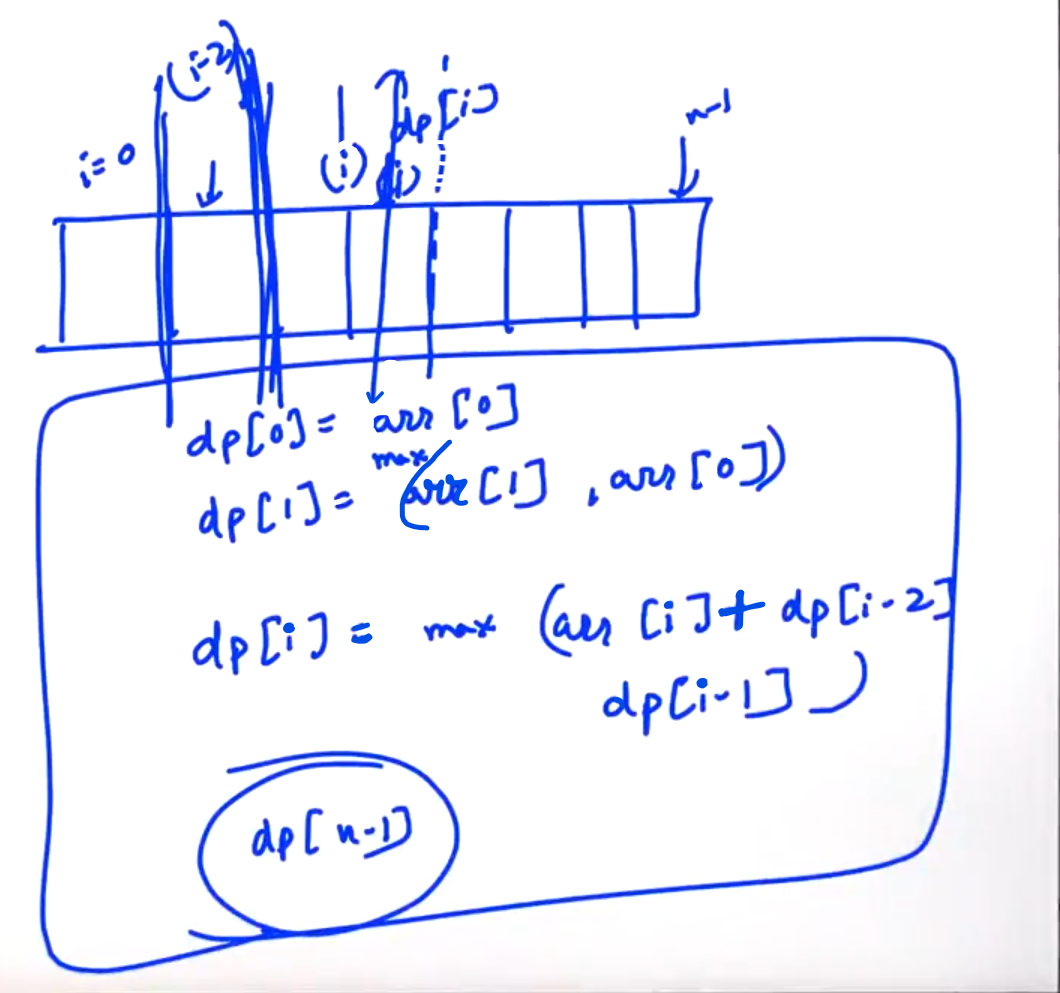 (i-2)
i
dp[i]
n-1
i=0
(i)
(i)
dp[0] = arr [0]
max
dp[1] = (arr [1] , arr [0])
dp[i] = max (arr [i] + dp[i-2]
dp[i-1] )
dp[n-1]